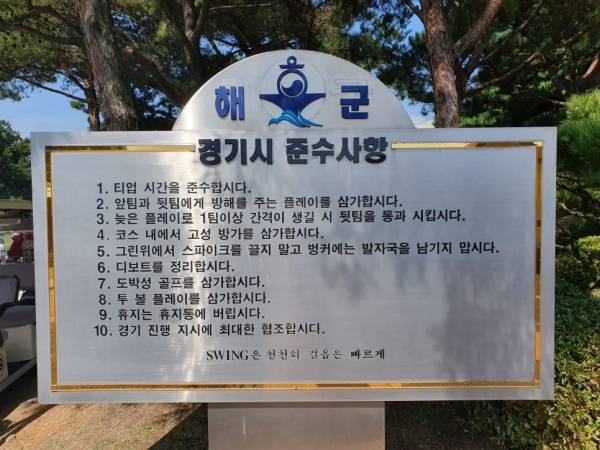 해 군
경기시 준수사항
1. 티업 시간을 준수합시다.
2. 앞팀과 뒷팀에게 방해를 주는 플레이를 삼가합시다.
3. 늦은 플레이로 1팀이상 간격이 생길 시 뒷팀을 통과 시킵시다.
4. 코스 내에서 고성 방가를 삼가합시다.
5. 그린위에서 스파이크를 끌지 말고 벙커에는 발자국을 남기지 맙시다.
6. 디보트를 정리합시다.
7. 도박성 골프를 삼가합시다.
8. 투 볼 플레이를 삼가합시다.
9. 휴지는 휴지통에 버립시다.
10. 경기 진행 지시에 최대한 협조합시다.
SWING은 천천히 걸음은 빠르게